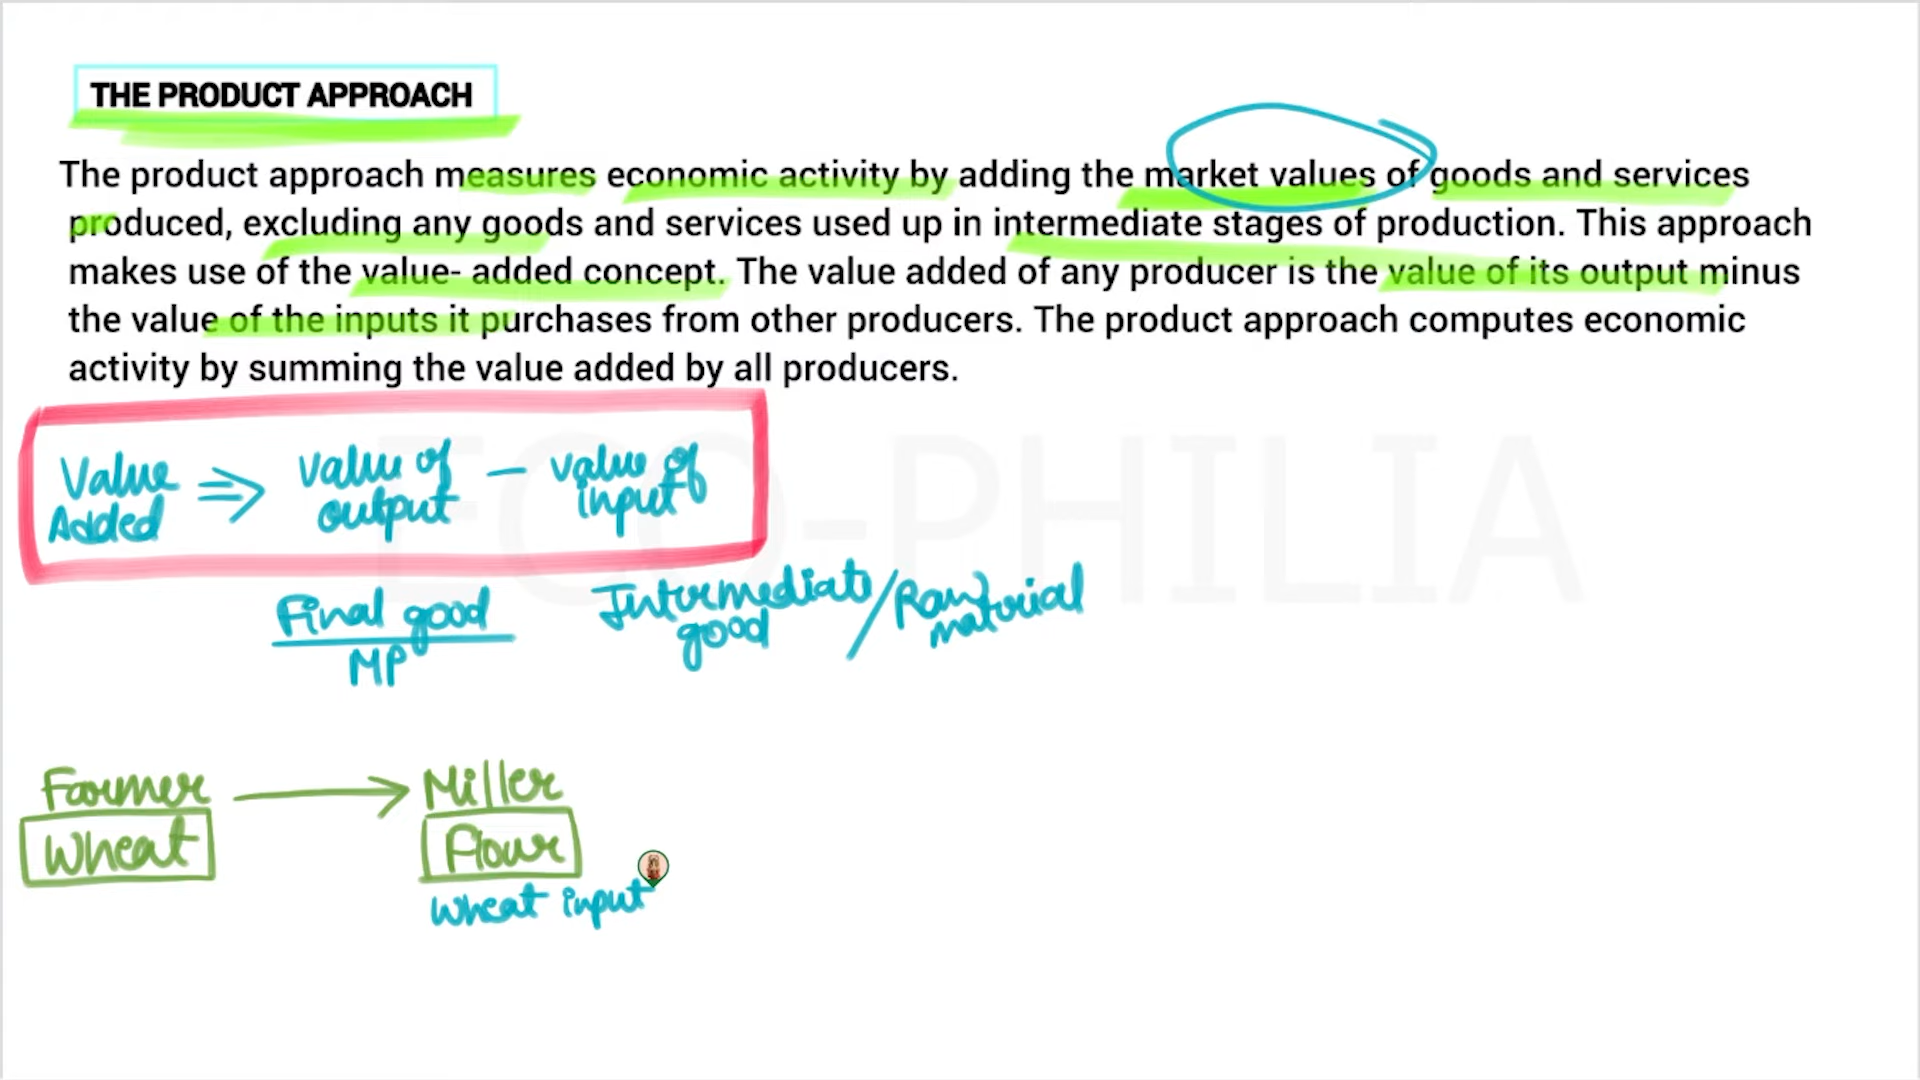 THE PRODUCT APPROACH
The product approach measures economic activity by adding the market values of goods and services
produced, excluding any goods and services used up in intermediate stages of production. This approach
makes use of the value- added concept. The value added of any producer is the value of its output minus
the value of the inputs it purchases from other producers. The product approach computes economic
activity by summing the value added by all producers.
ECO-PHILIA
Value Added ⇒ Value of output – Value of input
Final good
MP
Intermediate good / Raw material
Farmer → Miller
Wheat Flour
Wheat input